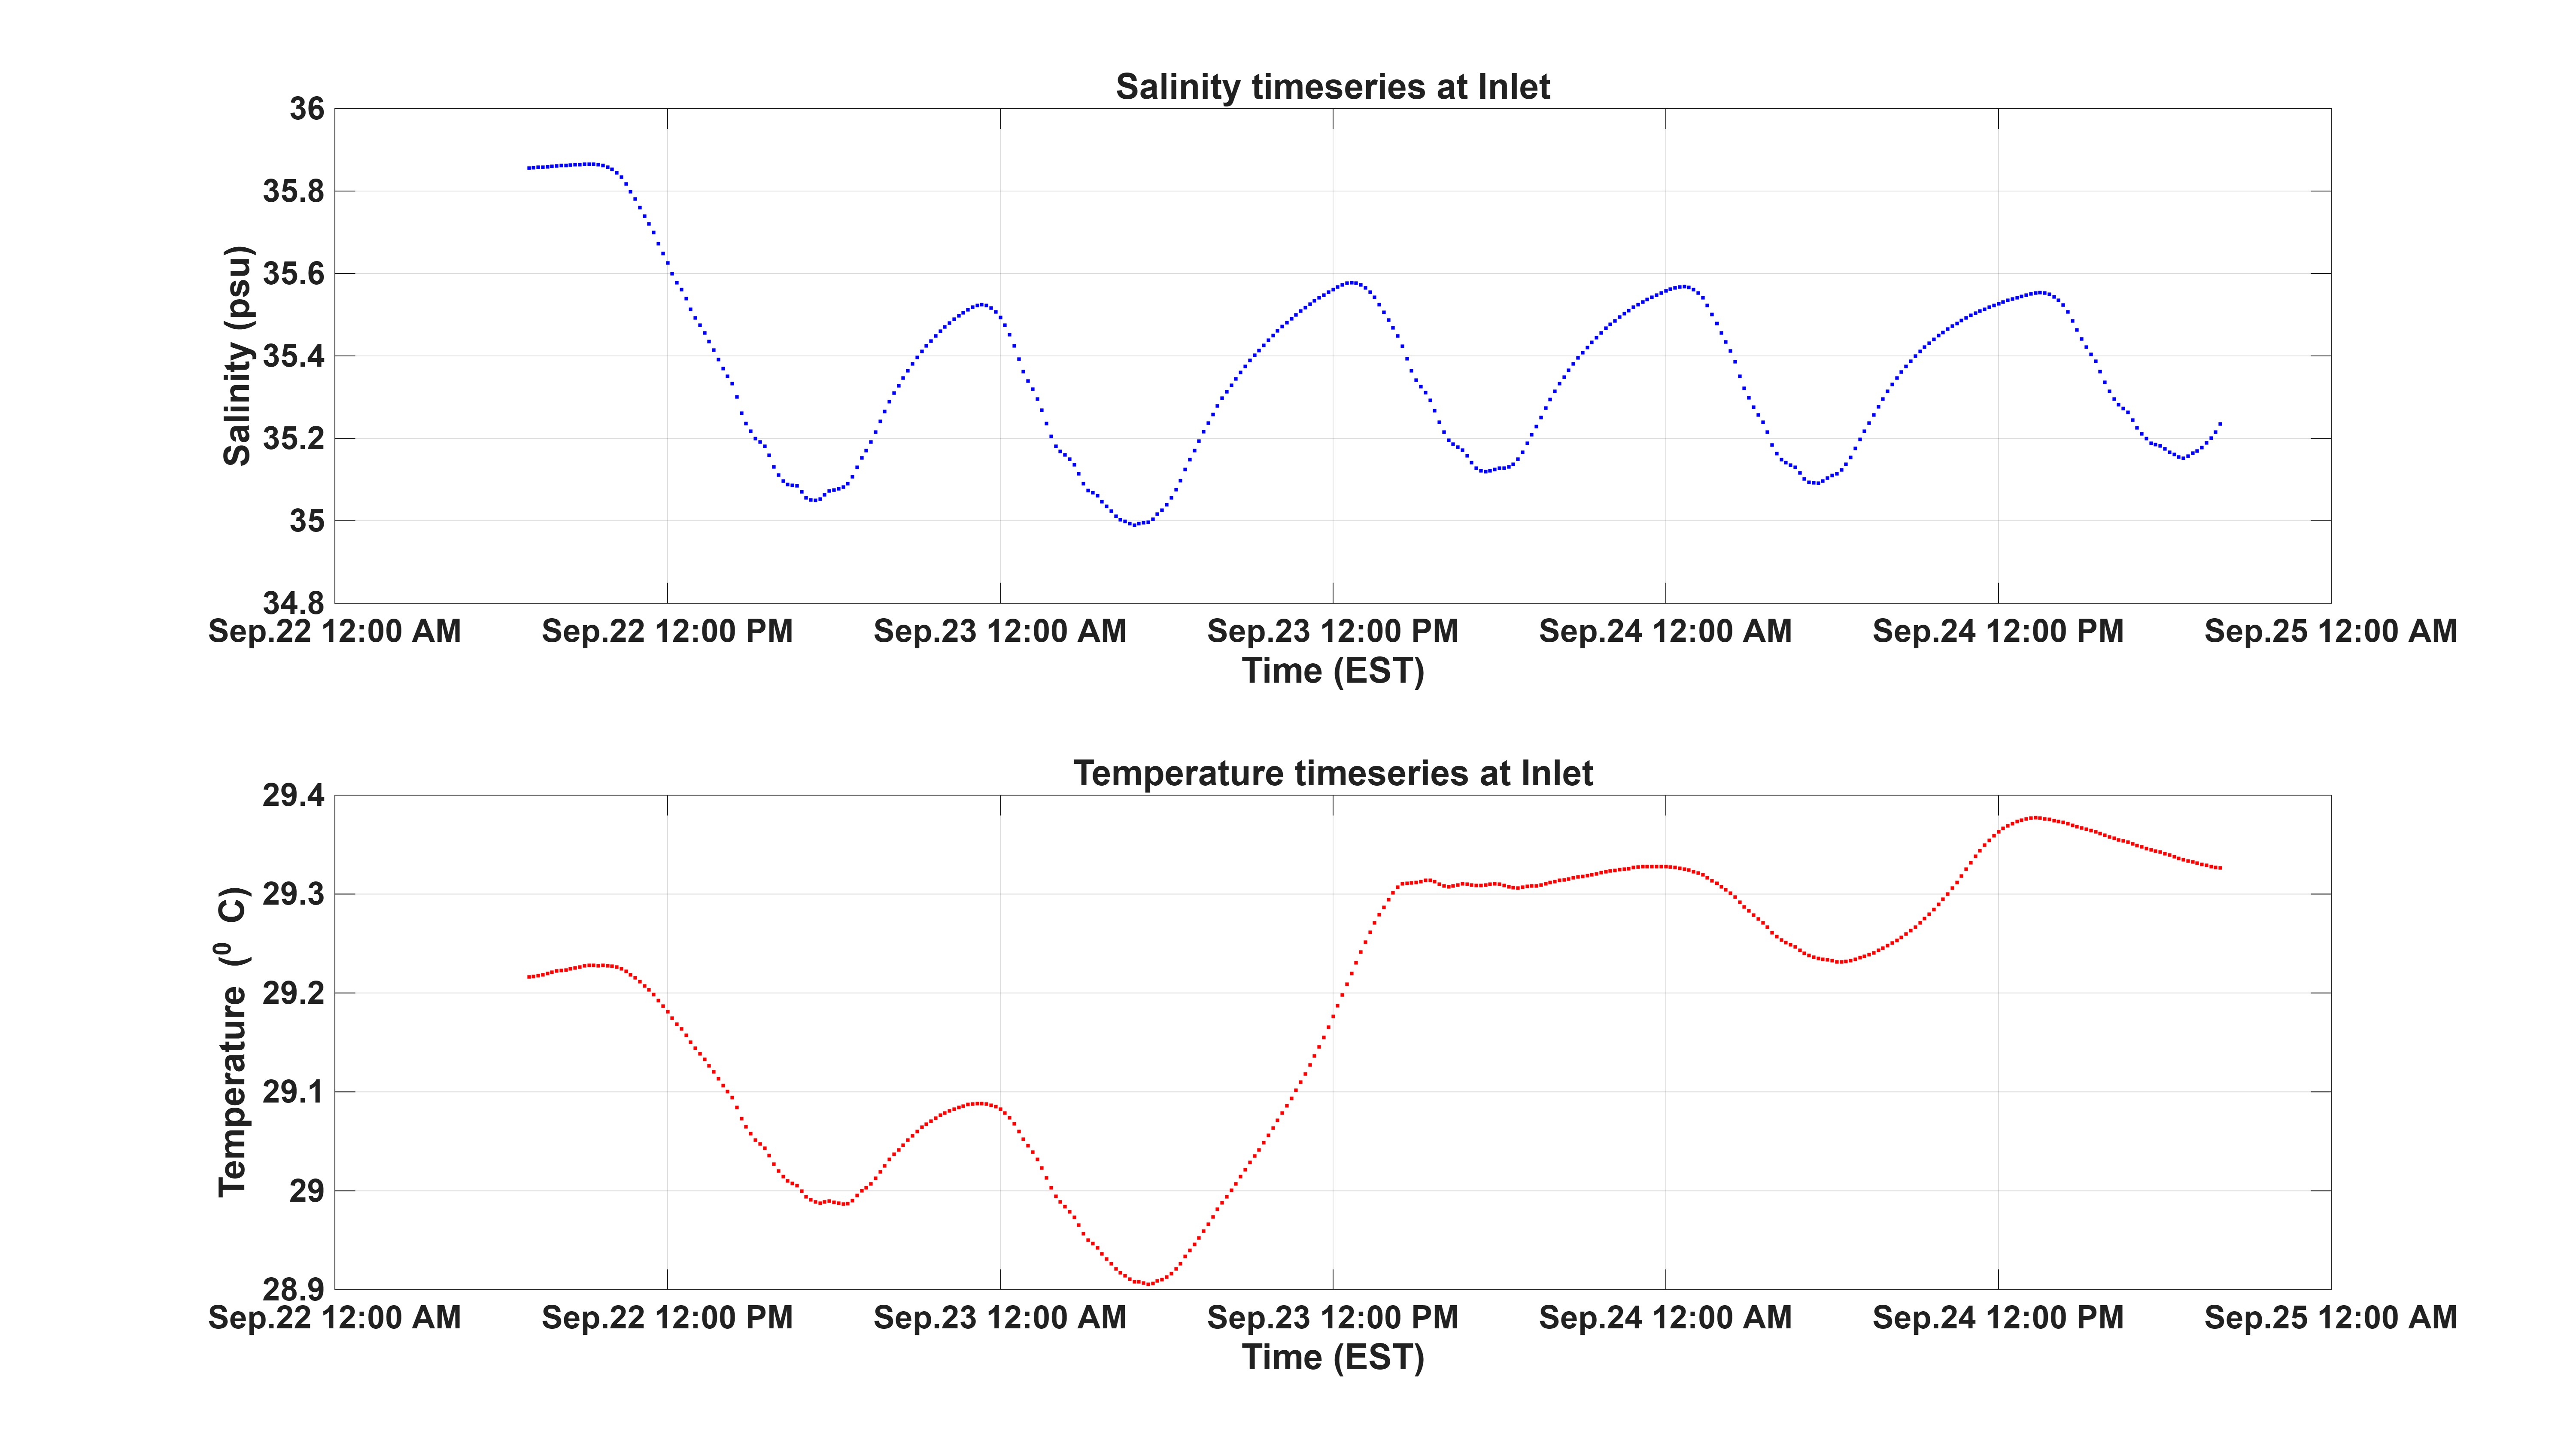 Salinity timeseries at Inlet
36
35.8
35.6
35.4
35.2
35
34.8
Salinity (psu)
Sep.22 12:00 AM Sep.22 12:00 PM Sep.23 12:00 AM Sep.23 12:00 PM Sep.24 12:00 AM Sep.24 12:00 PM Sep.25 12:00 AM
Time (EST)
Temperature timeseries at Inlet
29.4
29.3
29.2
29.1
29
28.9
Temperature (⁰ C)
Sep.22 12:00 AM Sep.22 12:00 PM Sep.23 12:00 AM Sep.23 12:00 PM Sep.24 12:00 AM Sep.24 12:00 PM Sep.25 12:00 AM
Time (EST)